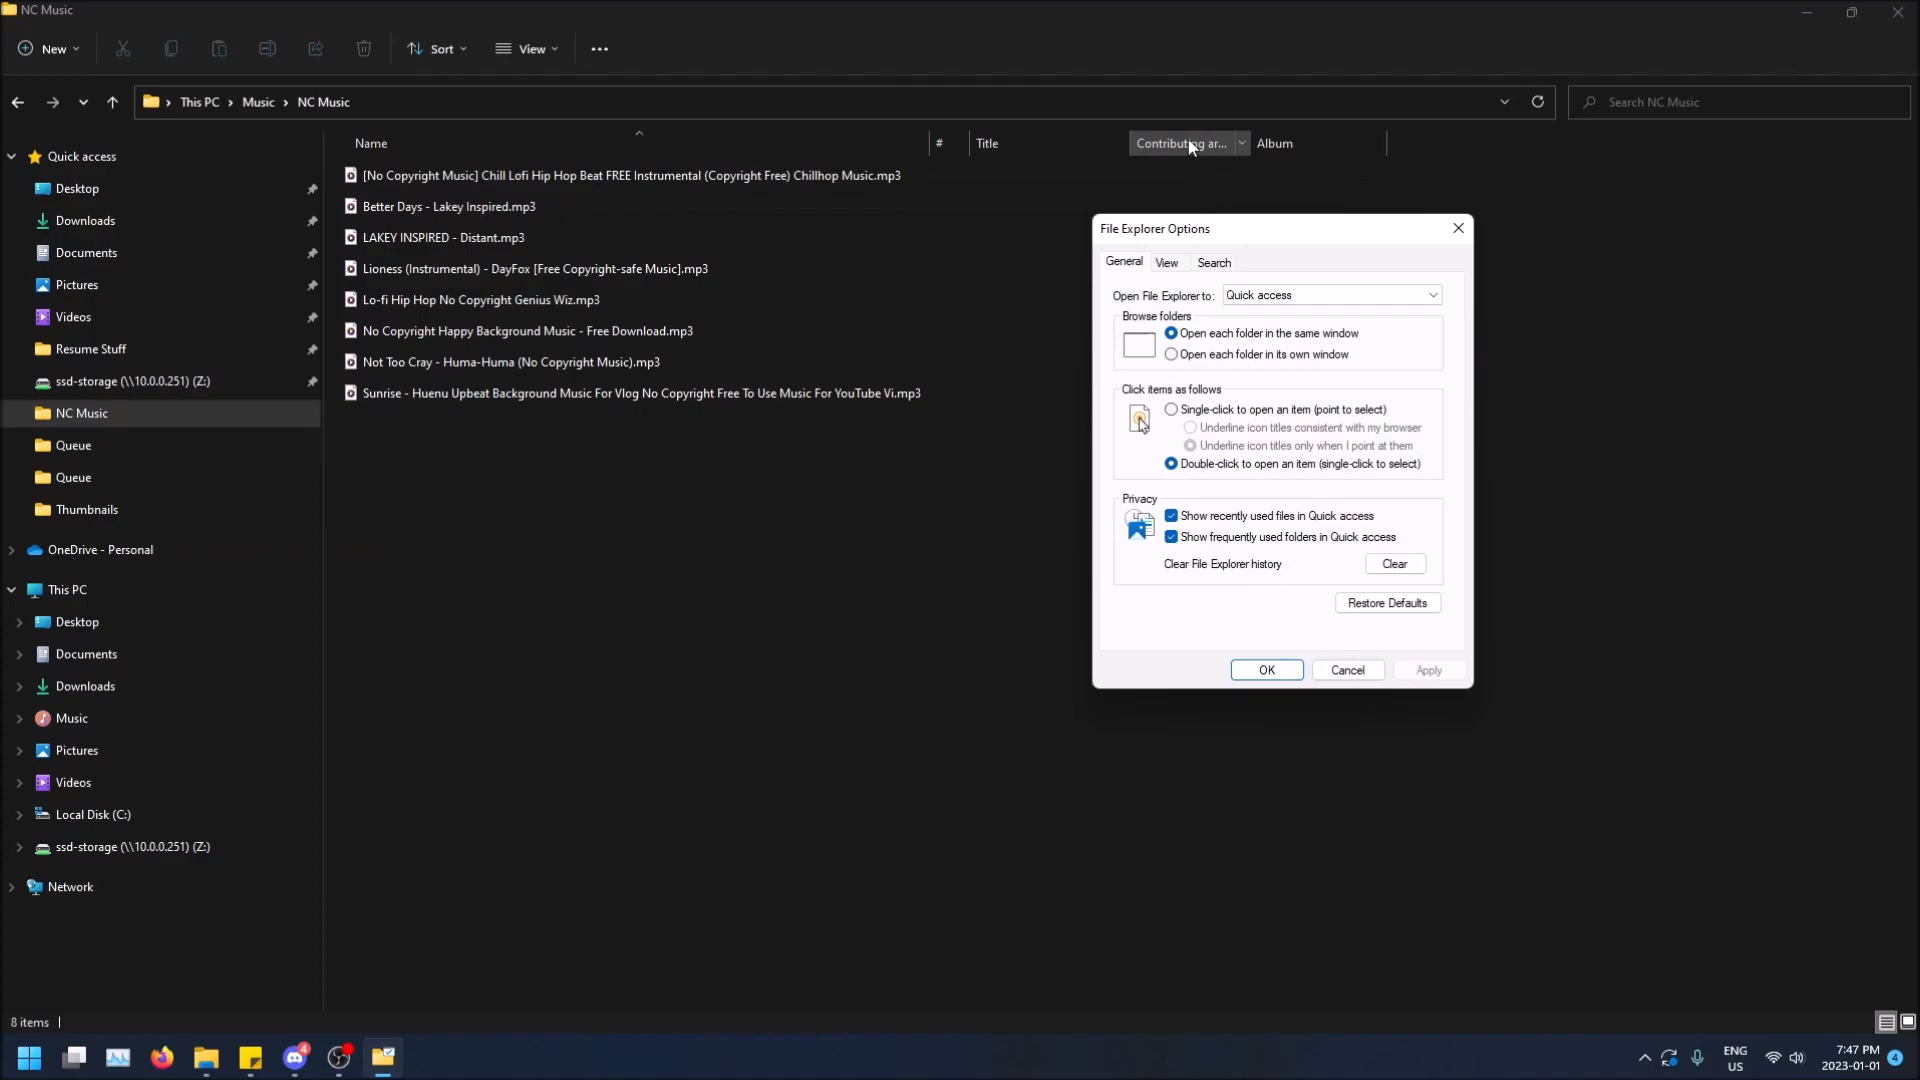 NC Music
New
Sort
View
This PC › Music › NC Music
Search NC Music
Name
#
Title
Contributing ar...
Album
Quick access
Desktop
Downloads
Documents
Pictures
Videos
Resume Stuff
ssd-storage (\\10.0.0.251) (Z:)
NC Music
Queue
Queue
Thumbnails
OneDrive - Personal
This PC
Desktop
Documents
Downloads
Music
Pictures
Videos
Local Disk (C:)
ssd-storage (\\10.0.0.251) (Z:)
Network
[No Copyright Music] Chill Lofi Hip Hop Beat FREE Instrumental (Copyright Free) Chillhop Music.mp3
Better Days - Lakey Inspired.mp3
LAKEY INSPIRED - Distant.mp3
Lioness (Instrumental) - DayFox [Free Copyright-safe Music].mp3
Lo-fi Hip Hop No Copyright Genius Wiz.mp3
No Copyright Happy Background Music - Free Download.mp3
Not Too Cray - Huma-Huma (No Copyright Music).mp3
Sunrise - Huenu Upbeat Background Music For Vlog No Copyright Free To Use Music For YouTube Vi.mp3
File Explorer Options
General
View
Search
Open File Explorer to:
Quick access
Browse folders
Open each folder in the same window
Open each folder in its own window
Click items as follows
Single-click to open an item (point to select)
Underline icon titles consistent with my browser
Underline icon titles only when I point at them
Double-click to open an item (single-click to select)
Privacy
Show recently used files in Quick access
Show frequently used folders in Quick access
Clear File Explorer history
Clear
Restore Defaults
OK
Cancel
Apply
8 items
4
ENG
US
7:47 PM
2023-01-01
4